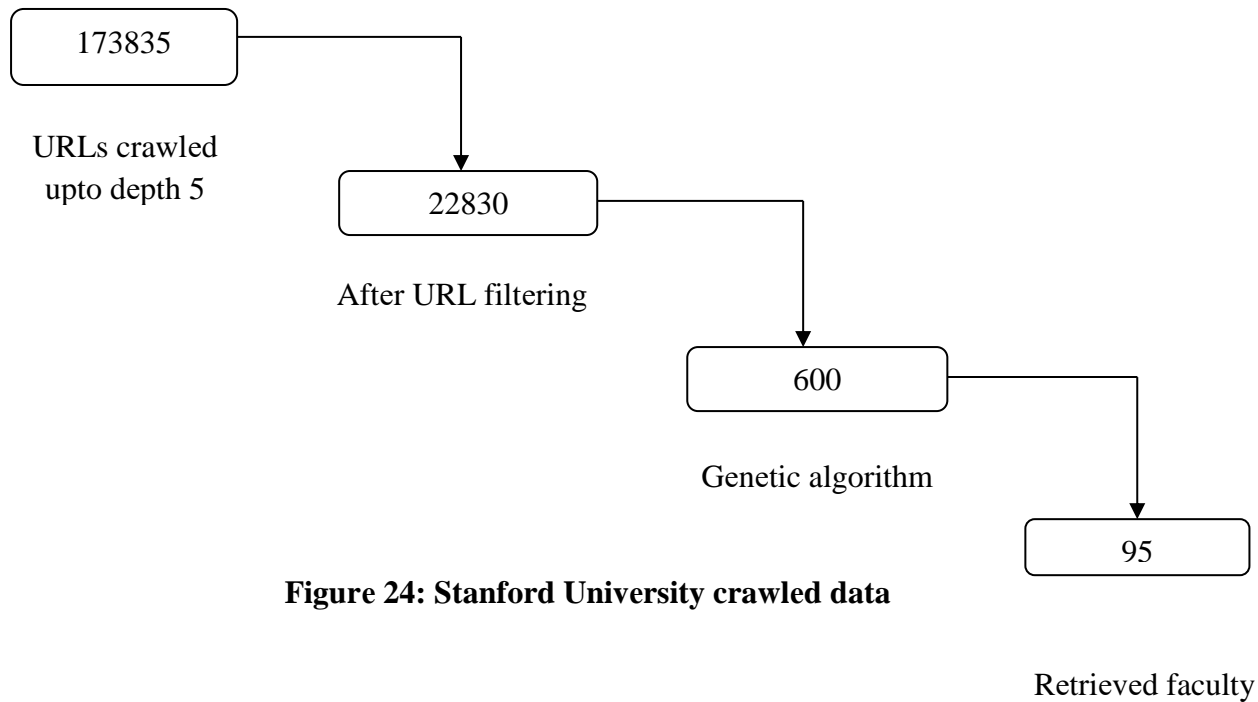 173835
URLs crawled
upto depth 5
22830
After URL filtering
600
Genetic algorithm
95
Figure 24: Stanford University crawled data
Retrieved faculty